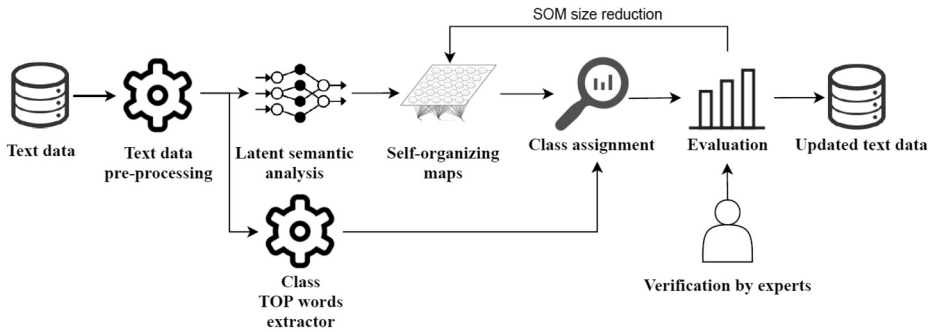 SOM size reduction
Text data
Text data
pre-processing
Latent semantic
analysis
Self-organizing
maps
Class assignment
Evaluation
Updated text data
Class
TOP words
extractor
Verification by experts